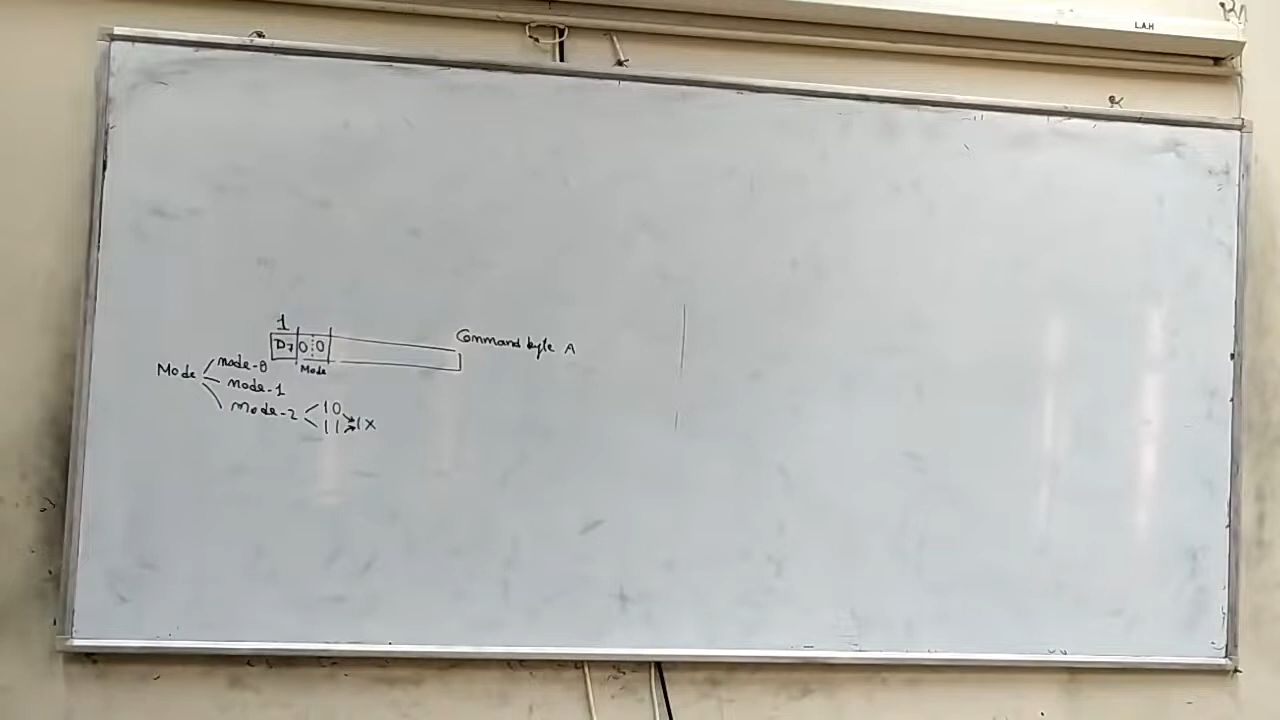 L.A.H
1
D7 0 0
Command byte A
Mode
Mode
mode-0
mode-1
Mode-2
10
11
1X